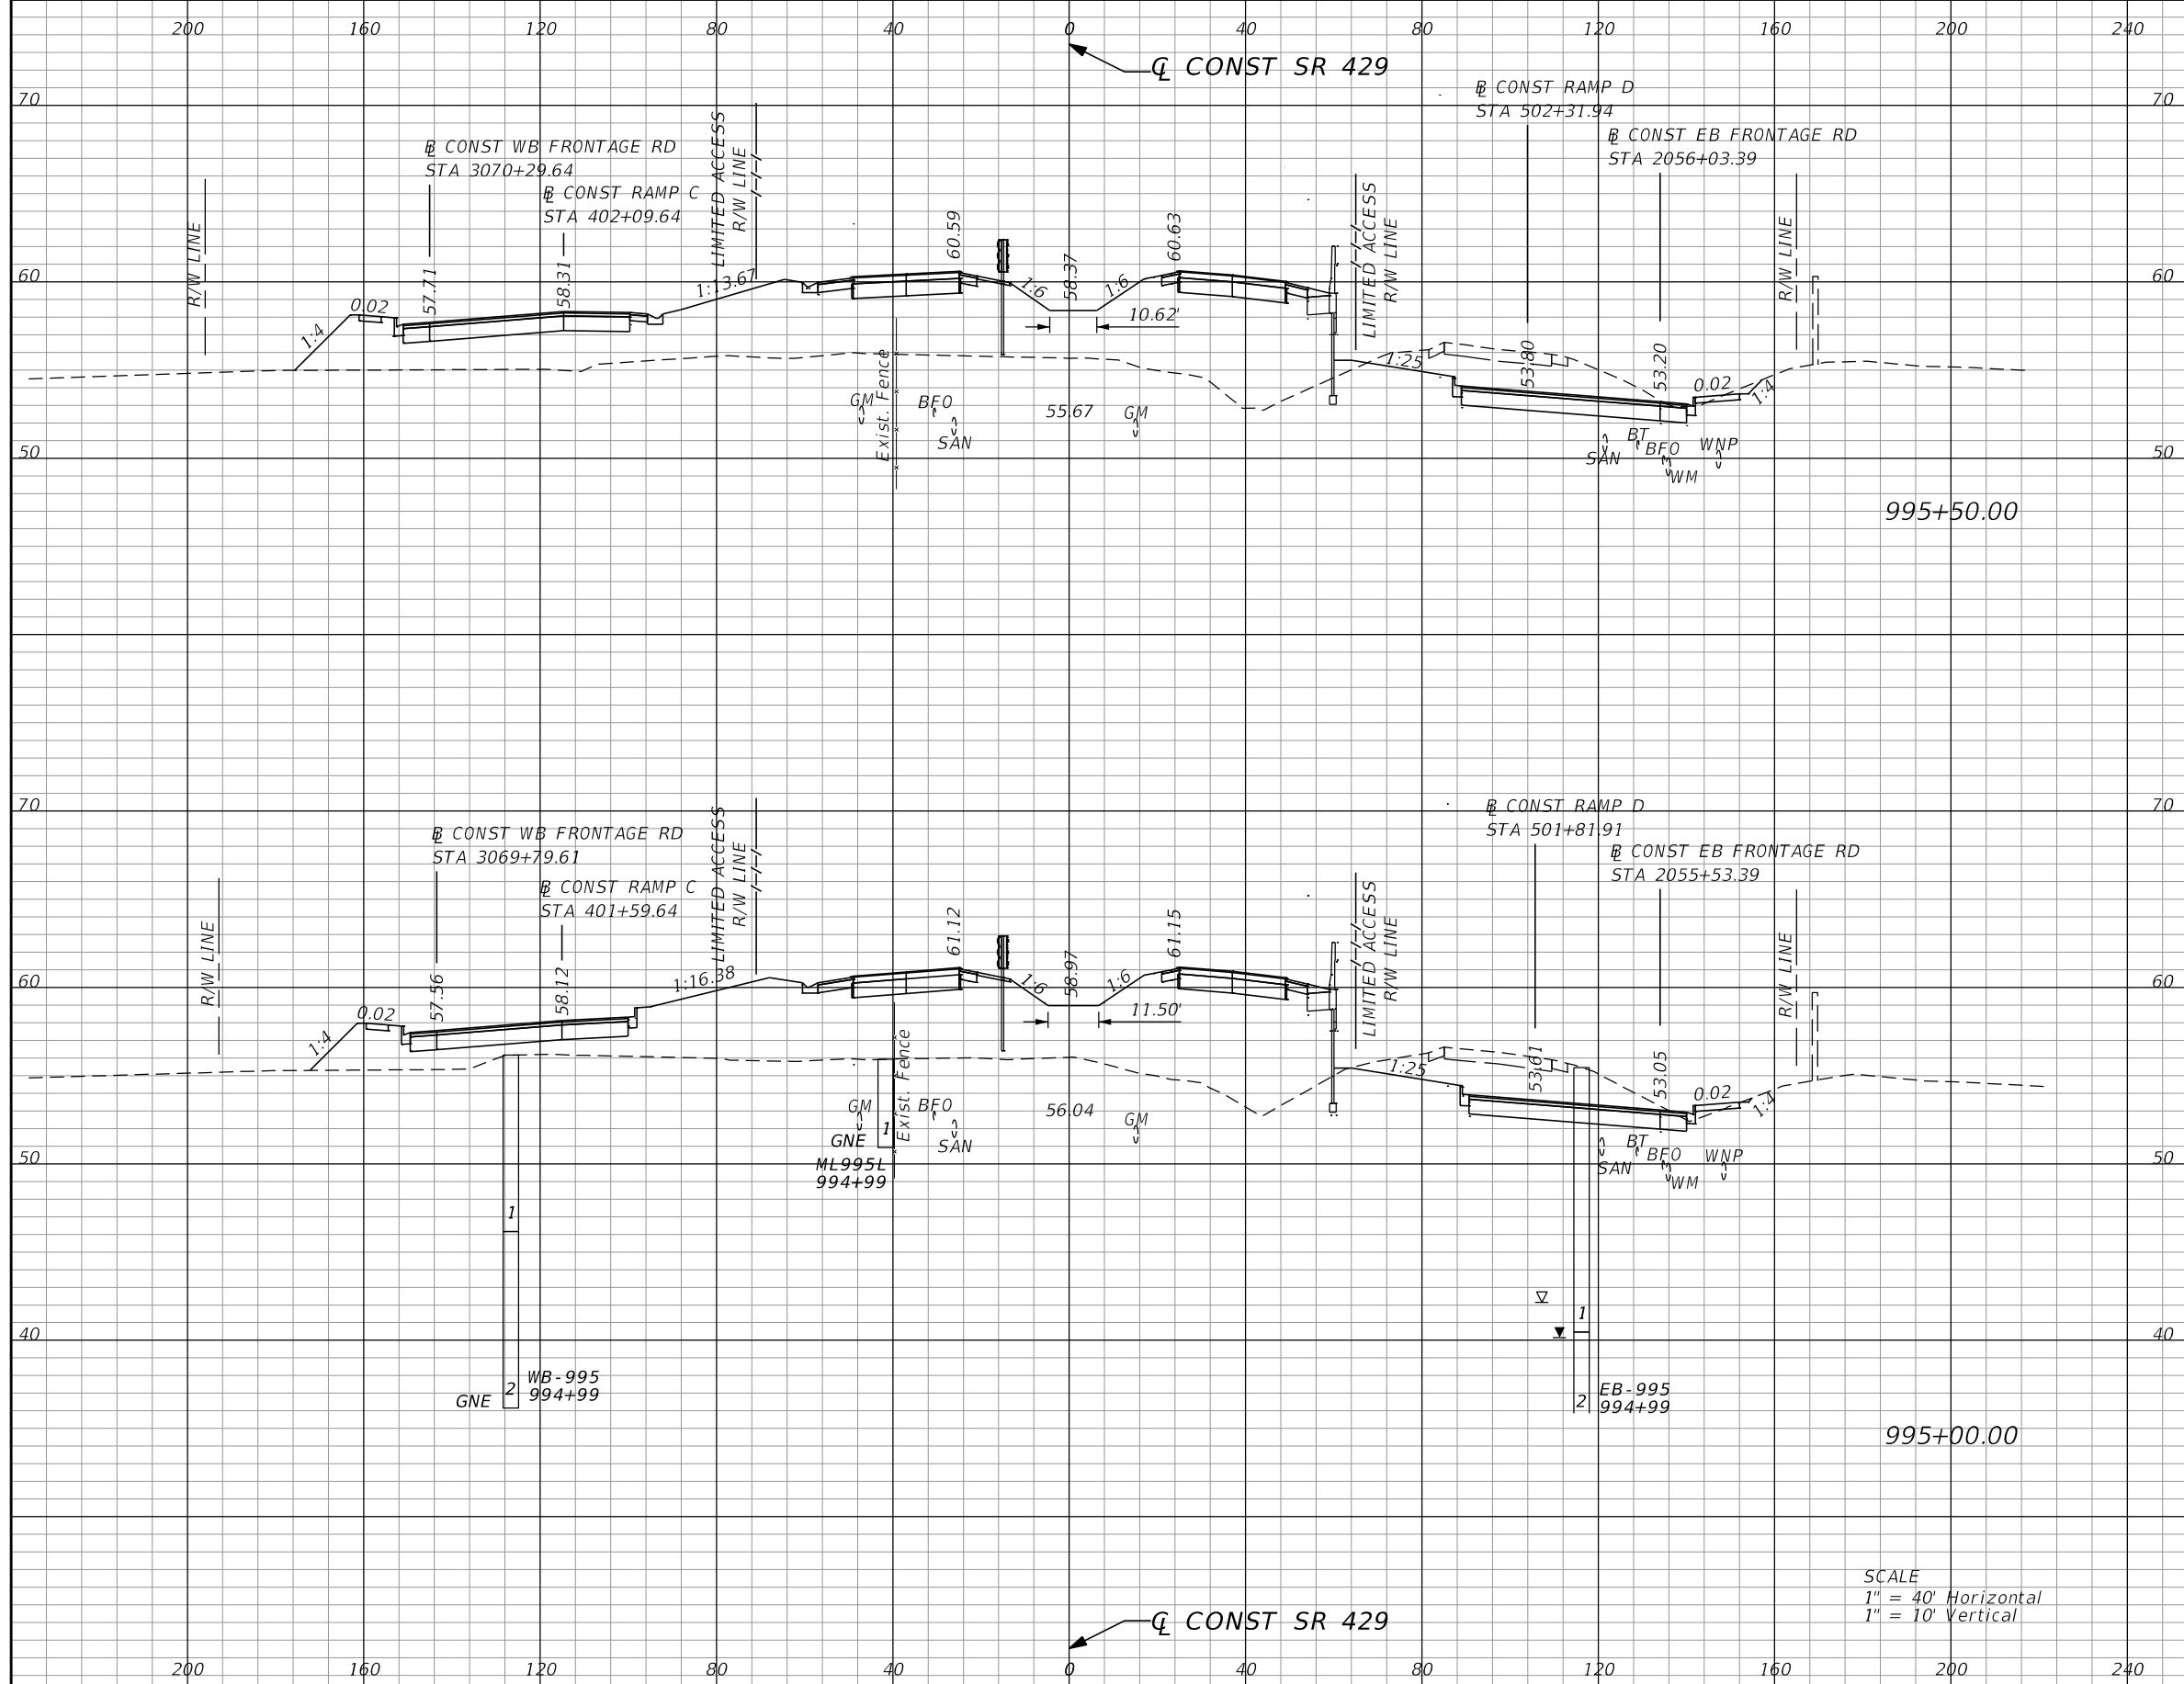 200 160 120 80 40 0 40 80 120 160 200 240
℄ CONST SR 429
70 70
℄ CONST RAMP D
STA 502+31.94
℄ CONST EB FRONTAGE RD
STA 2056+03.39
℄ CONST WB FRONTAGE RD
STA 3070+29.64
℄ CONST RAMP C
STA 402+09.64
LIMITED ACCESS
R/W LINE
R/W LINE
LIMITED ACCESS
R/W LINE
R/W LINE
60 60
1:4
0.02
57.71
58.31
1:13.67
60.59
1:6
58.37
1:6
60.63
10.62'
1:25
53.80
53.20
0.02
1:4
GM
Exist. Fence
BFO
SAN
55.67
GM
SAN
BT
BFO
WM
WNP
50 50
995+50.00
70 70
℄ CONST RAMP D
STA 501+81.91
℄ CONST EB FRONTAGE RD
STA 2055+53.39
℄ CONST WB FRONTAGE RD
STA 3069+79.61
℄ CONST RAMP C
STA 401+59.64
LIMITED ACCESS
R/W LINE
R/W LINE
LIMITED ACCESS
R/W LINE
R/W LINE
60 60
1:4
0.02
57.56
58.12
1:16.38
61.12
1:6
58.97
1:6
61.15
11.50'
1:25
53.61
53.05
0.02
1:4
GM
GNE
1
Exist. Fence
BFO
SAN
56.04
GM
ML995L
994+99
BT
SAN
BFO
WM
WNP
50 50
1
1
40 40
2
GNE
WB-995
994+99
2
EB-995
994+99
995+00.00
SCALE
1" = 40' Horizontal
1" = 10' Vertical
℄ CONST SR 429
200 160 120 80 40 0 40 80 120 160 200 240